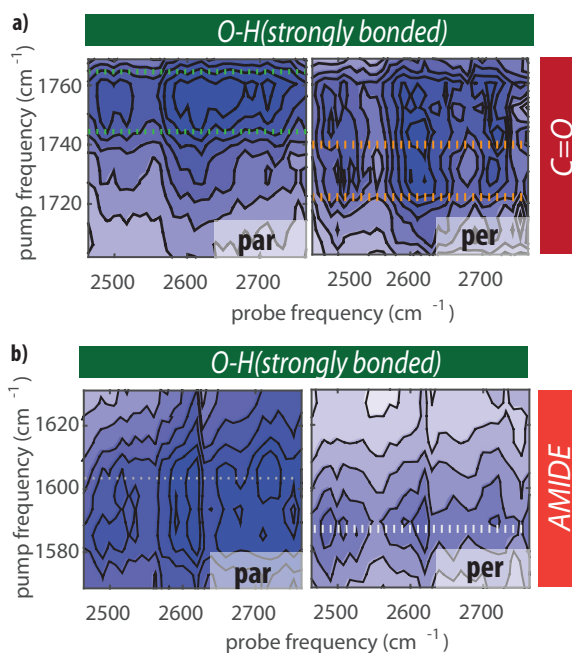 a)
O-H(strongly bonded)
pump frequency (cm⁻¹)
1760
1740
1720
par
per
C=O
2500 2600 2700 2500 2600 2700
probe frequency (cm ⁻¹)
b)
O-H(strongly bonded)
pump frequency (cm⁻¹)
1620
1600
1580
par
per
AMIDE
2500 2600 2700 2500 2600 2700
probe frequency (cm ⁻¹)